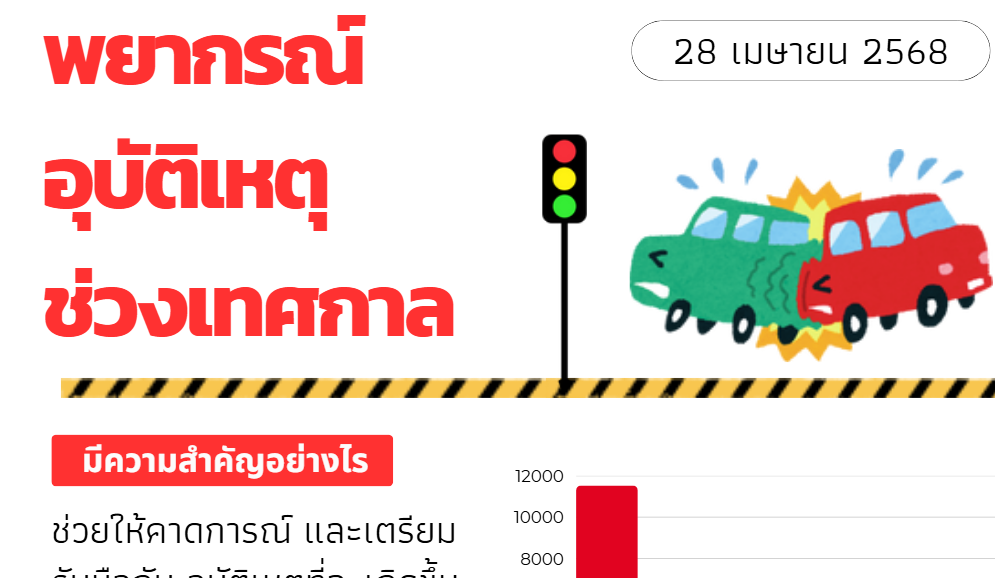 พยากรณ์
28 เมษายน 2568
อุบัติเหตุ
ช่วงเทศกาล
มีความสำคัญอย่างไร
ช่วยให้คาดการณ์ และเตรียม
12000
10000
8000